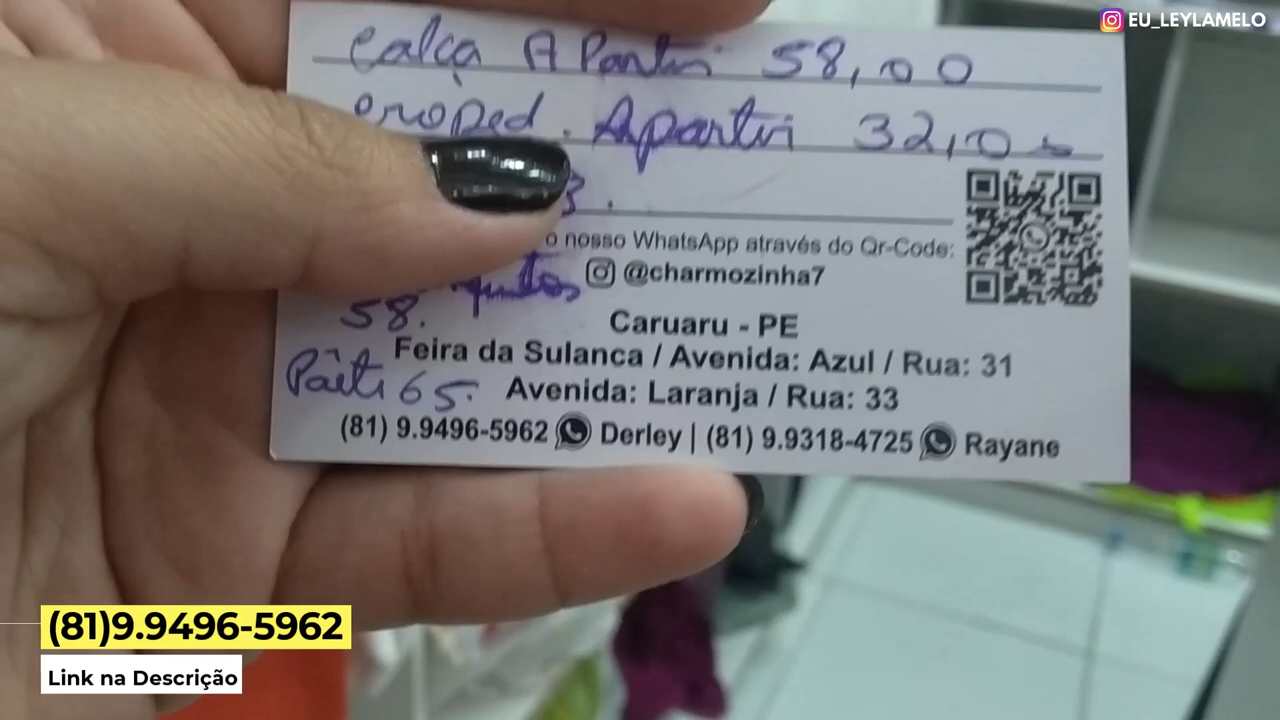 EU_LEYLAMELO
Calça A Partir 58,00
croped. Apartir 32,00
3.
o nosso WhatsApp através do Qr-Code:
@charmozinha7
58.
Caruaru - PE
Feira da Sulanca / Avenida: Azul / Rua: 31
65. Avenida: Laranja / Rua: 33
(81) 9.9496-5962 Derley | (81) 9.9318-4725 Rayane
(81)9.9496-5962
Link na Descrição